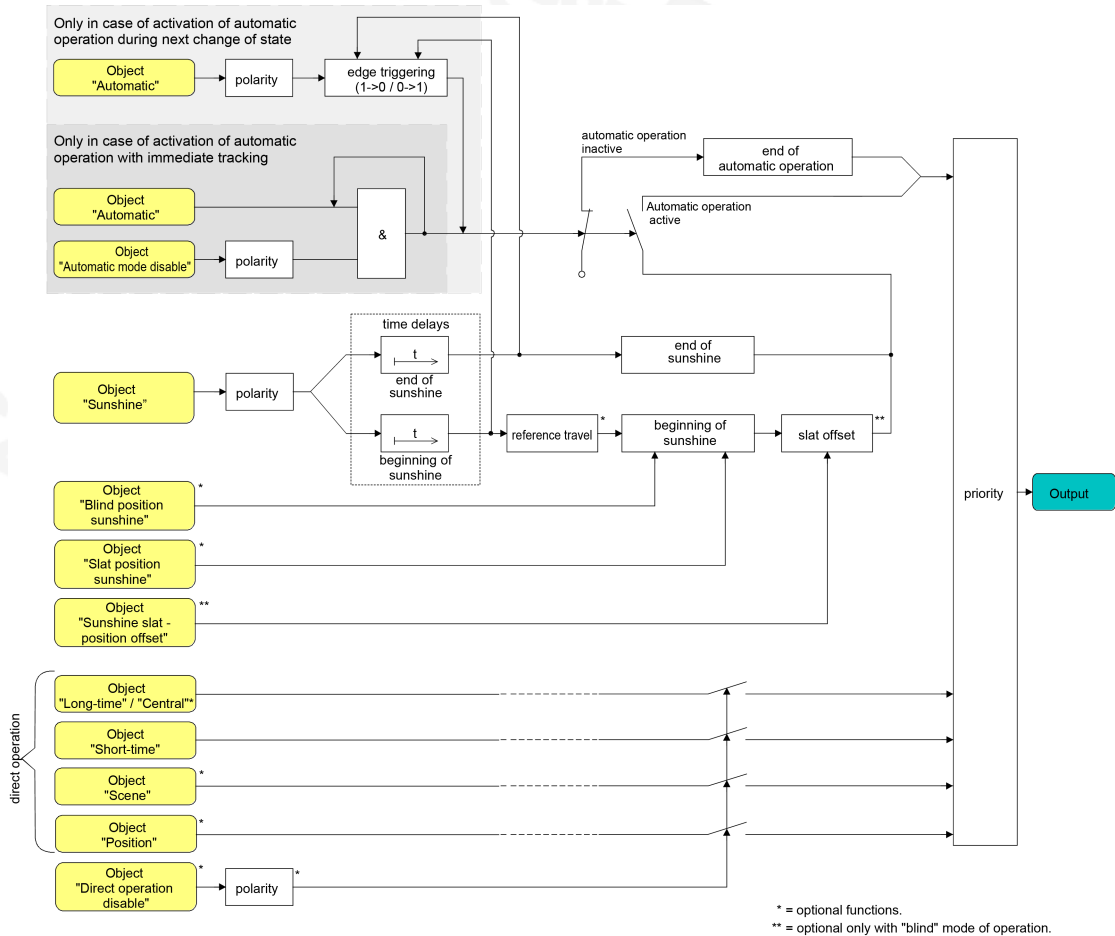 Only in case of activation of automatic
operation during next change of state
Object
"Automatic"
polarity
edge triggering
(1->0 / 0->1)
Only in case of activation of automatic
operation with immediate tracking
Object
"Automatic"
&
Object
"Automatic mode disable"
polarity
automatic operation
inactive
end of
automatic operation
Automatic operation
active
time delays
t
end of
sunshine
end of
sunshine
Object
"Sunshine"
polarity
t
beginning of
sunshine
reference travel
*
beginning of
sunshine
slat offset
**
Object
"Blind position
sunshine"
*
Object
"Slat position
sunshine"
*
Object
"Sunshine slat -
position offset"
**
priority
Output
direct operation
Object
"Long-time" / "Central"*
Object
"Short-time"
Object
"Scene"
*
Object
"Position"
*
Object
"Direct operation
disable"
*
polarity
*
* = optional functions.
** = optional only with "blind" mode of operation.